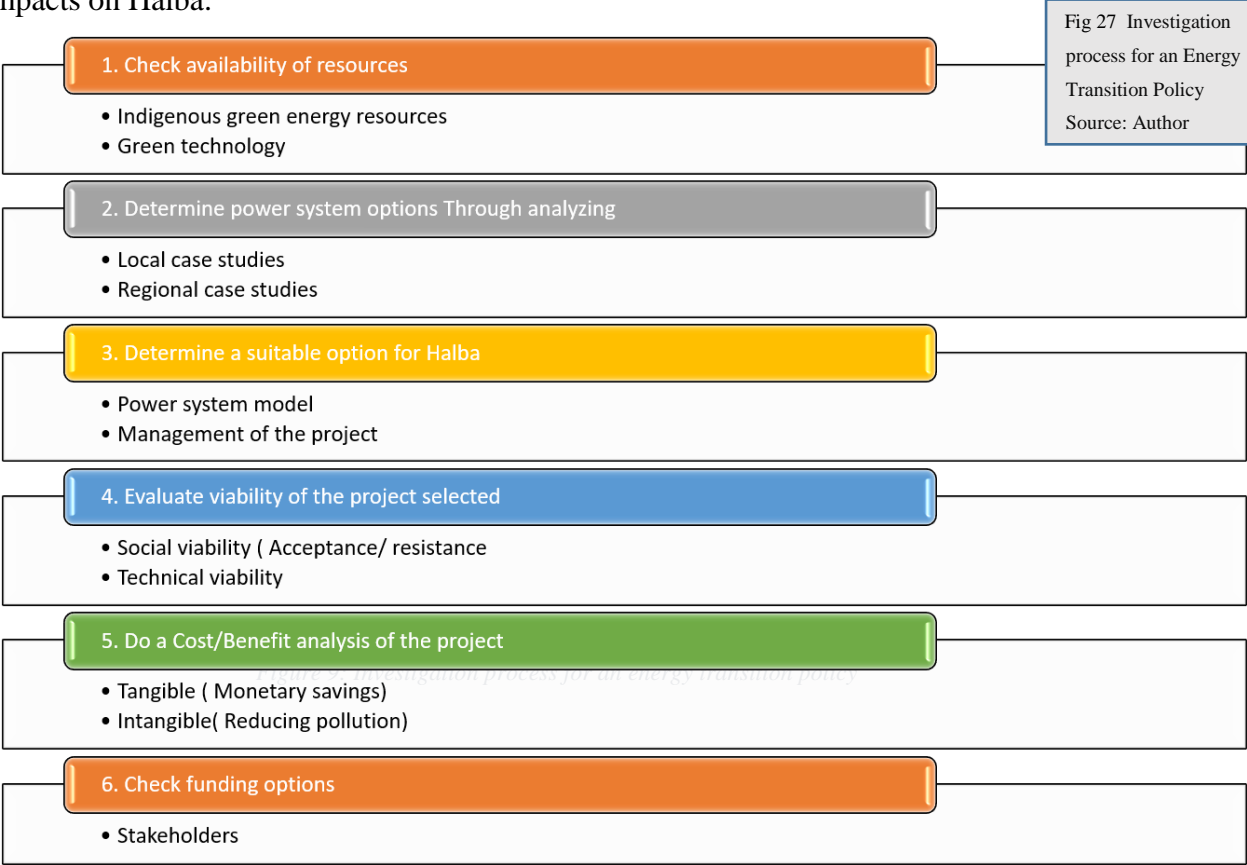 mpacts on Halba.
Fig 27 Investigation
process for an Energy
Transition Policy
Source: Author
1. Check availability of resources
• Indigenous green energy resources
• Green technology
2. Determine power system options Through analyzing
• Local case studies
• Regional case studies
3. Determine a suitable option for Halba
• Power system model
• Management of the project
4. Evaluate viability of the project selected
• Social viability ( Acceptance/ resistance
• Technical viability
5. Do a Cost/Benefit analysis of the project
Figure 9: Investigation process for an energy transition policy
• Tangible ( Monetary savings)
• Intangible( Reducing pollution)
6. Check funding options
• Stakeholders